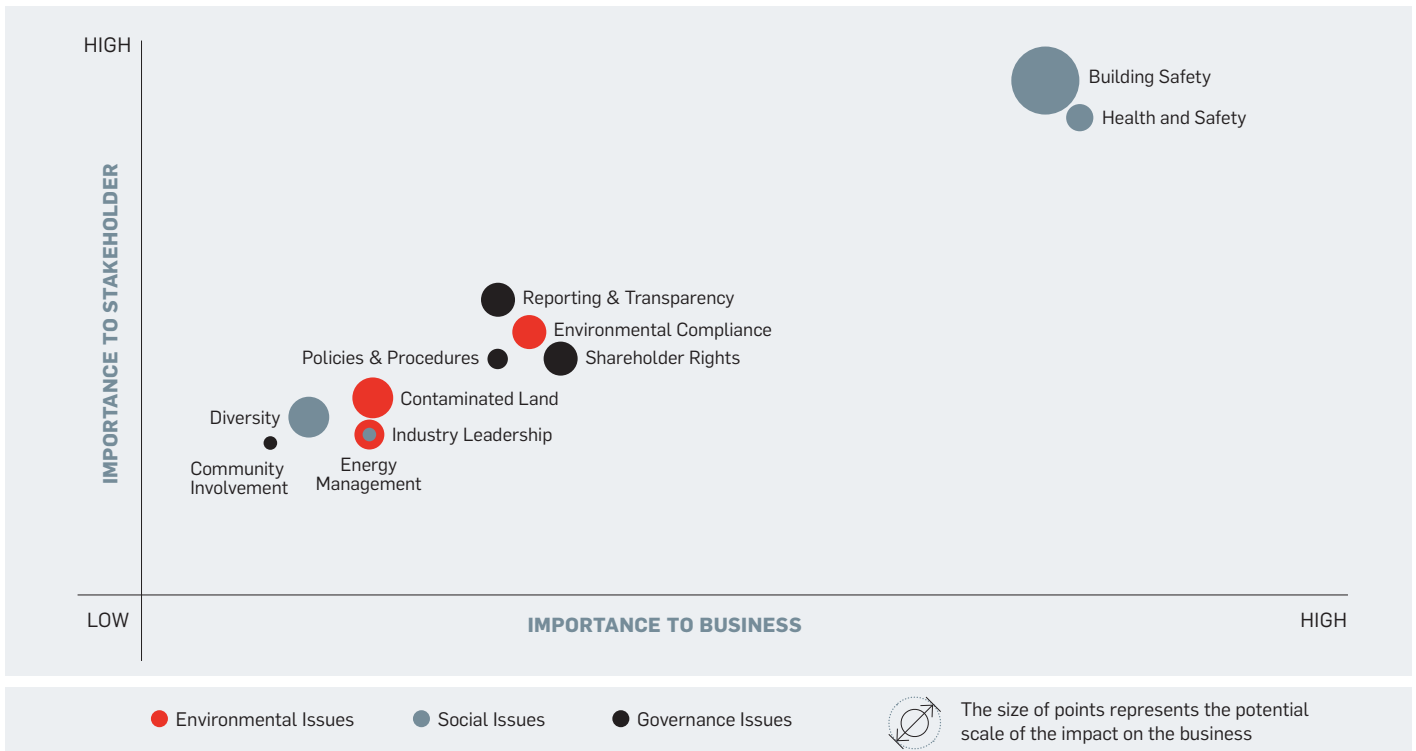 HIGH
Building Safety
Health and Safety
IMPORTANCE TO STAKEHOLDER
Reporting & Transparency
Environmental Compliance
Policies & Procedures
Shareholder Rights
Contaminated Land
Diversity
Industry Leadership
Community
Involvement
Energy
Management
LOW
IMPORTANCE TO BUSINESS
HIGH
Environmental Issues
Social Issues
Governance Issues
The size of points represents the potential
scale of the impact on the business